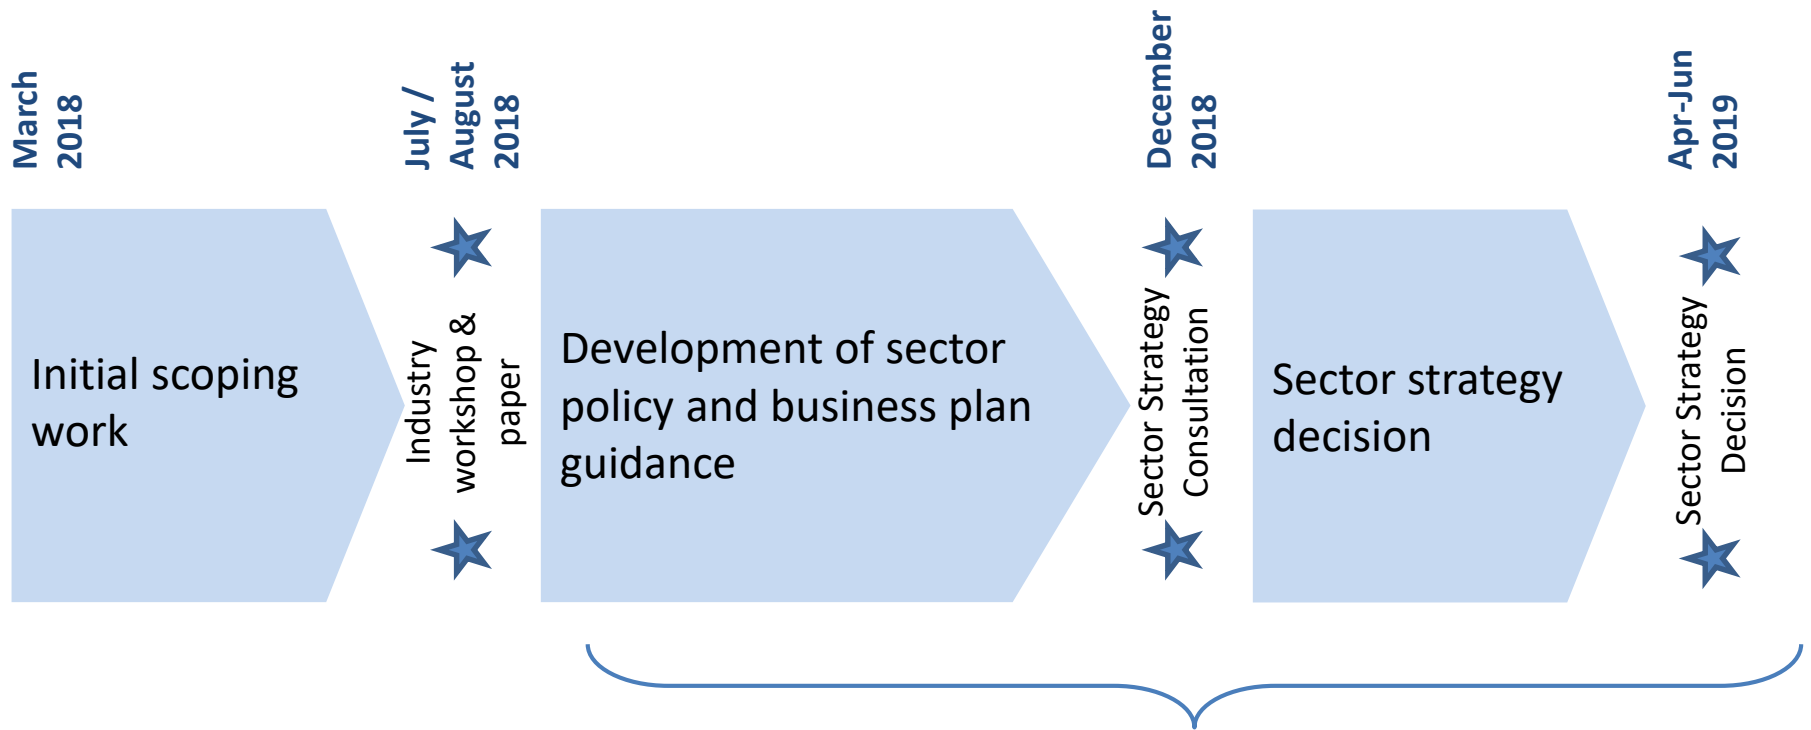 March
2018
July /
August
2018
December
2018
Apr-Jun
2019
Initial scoping
work
Industry
workshop &
paper
Development of sector
policy and business plan
guidance
Sector Strategy
Consultation
Sector strategy
decision
Sector Strategy
Decision